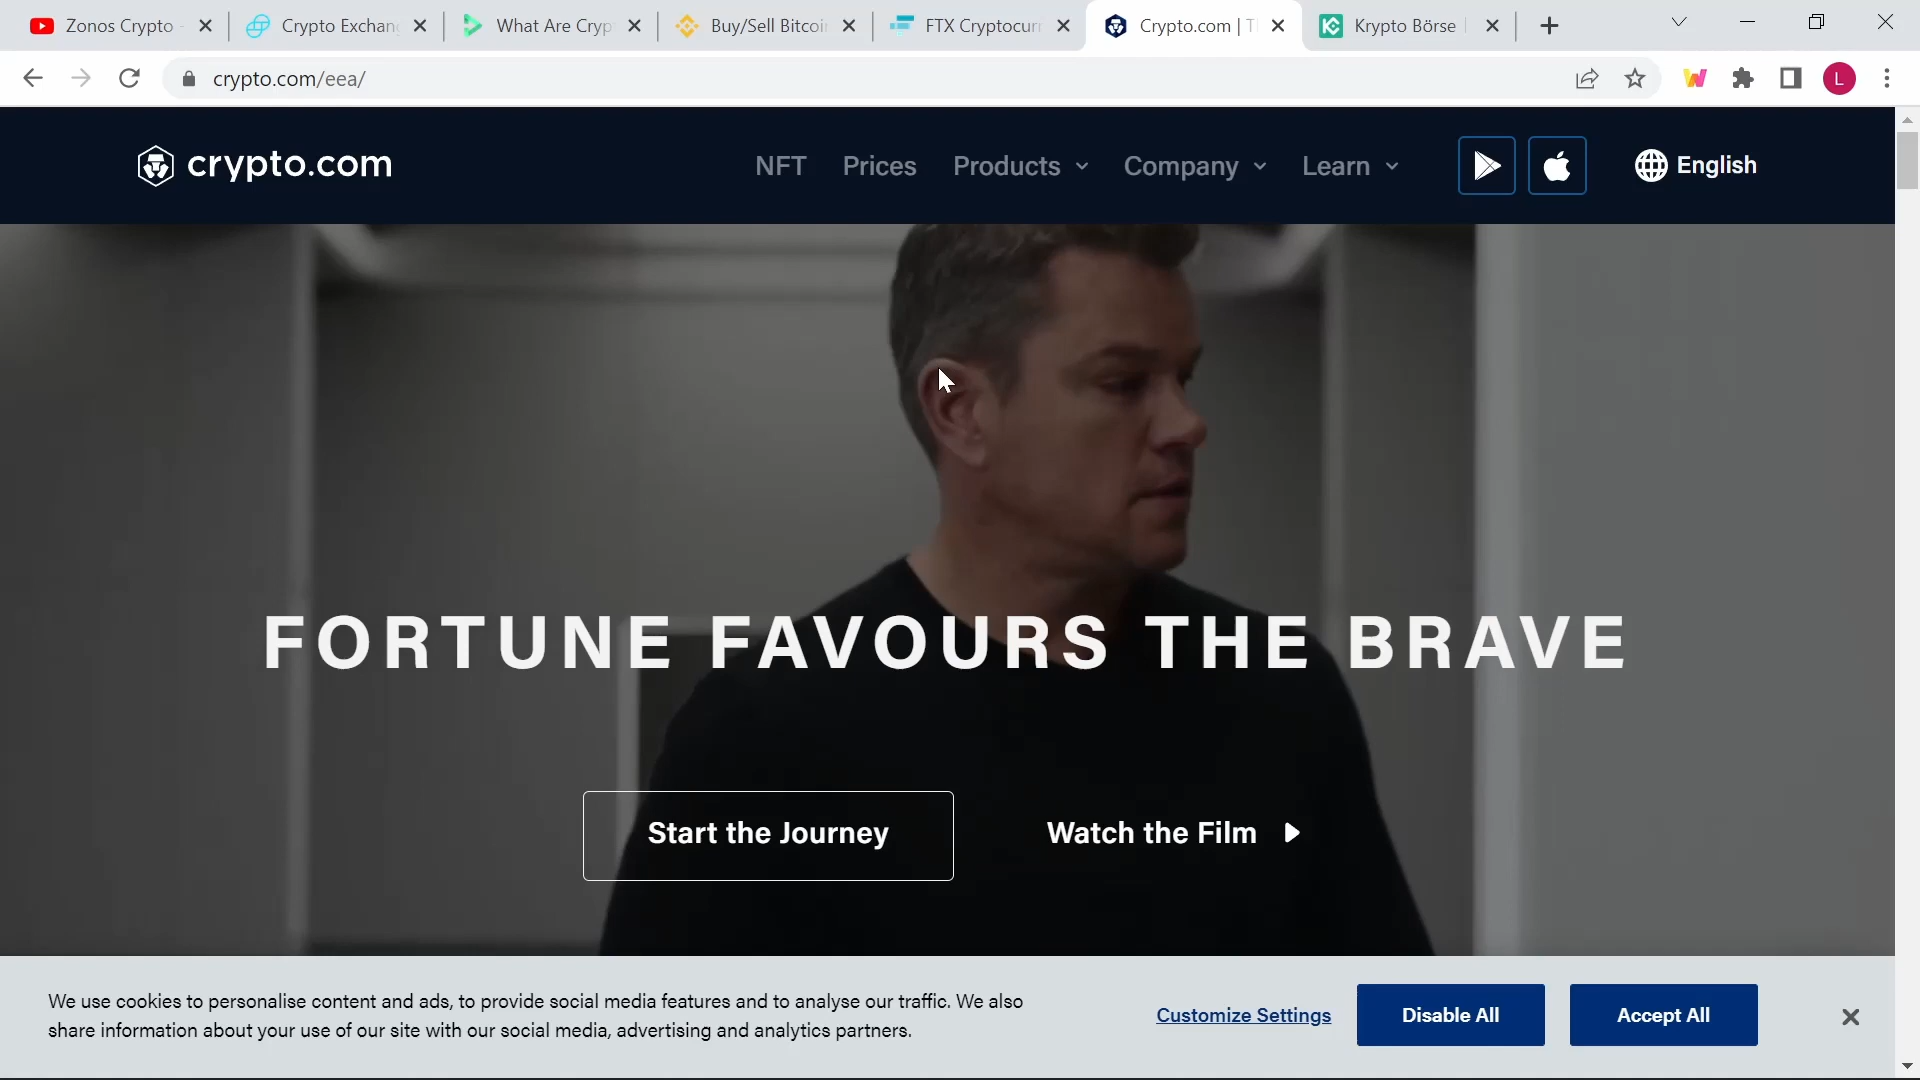 Zonos Crypto -
Crypto Exchang
What Are Cryp
Buy/Sell Bitcoin
FTX Cryptocurr
Crypto.com | T
Krypto Börse |
crypto.com/eea/
L
crypto.com
NFT
Prices
Products
Company
Learn
English
FORTUNE FAVOURS THE BRAVE
Start the Journey
Watch the Film
We use cookies to personalise content and ads, to provide social media features and to analyse our traffic. We also
share information about your use of our site with our social media, advertising and analytics partners.
Customize Settings
Disable All
Accept All